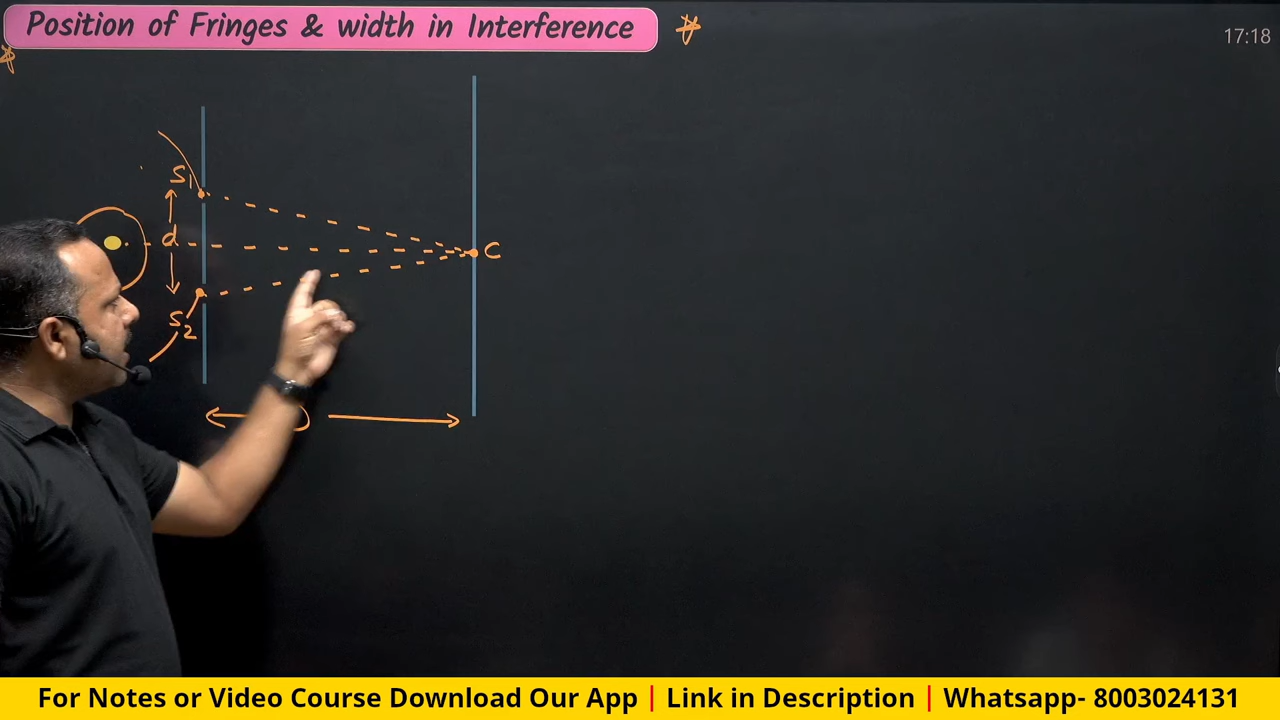 Position of Fringes & width in Interference
17:18
S1
d
C
S2
D
For Notes or Video Course Download Our App | Link in Description | Whatsapp- 8003024131